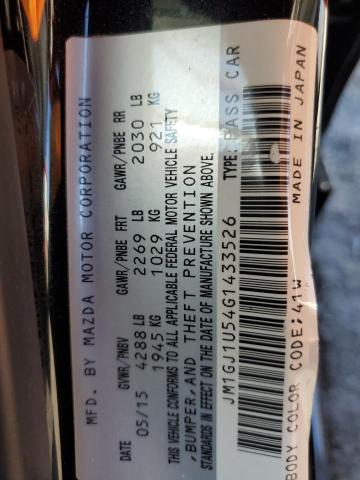 MFD. BY MAZDA MOTOR CORPORATION
GVWR/PNBV GAWR/PNBE FRT GAWR/PNBE RR
05/15 4288 LB 2269 LB 2030 LB
1945 KG 1029 KG 921 KG
THIS VEHICLE CONFORMS TO ALL APPLICABLE FEDERAL MOTOR VEHICLE SAFETY
,BUMPER,AND THEFT PREVENTION
STANDARDS IN EFFECT ON THE DATE OF MANUFACTURE SHOWN ABOVE.
JM1GJ1U54G1433526 TYPE:PASS CAR
BODY COLOR CODE:41W MADE IN JAPAN